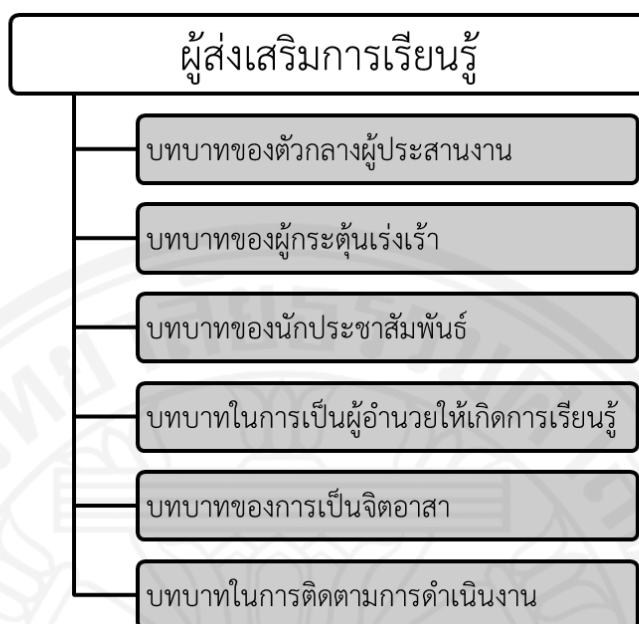 ผู้ส่งเสริมการเรียนรู้
บทบาทของตัวกลางผู้ประสานงาน
บทบาทของผู้กระตุ้นเร่งเร้า
บทบาทของนักประชาสัมพันธ์
บทบาทในการเป็นผู้อำนวยให้เกิดการเรียนรู้
บทบาทของการเป็นจิตอาสา
บทบาทในการติดตามการดำเนินงาน